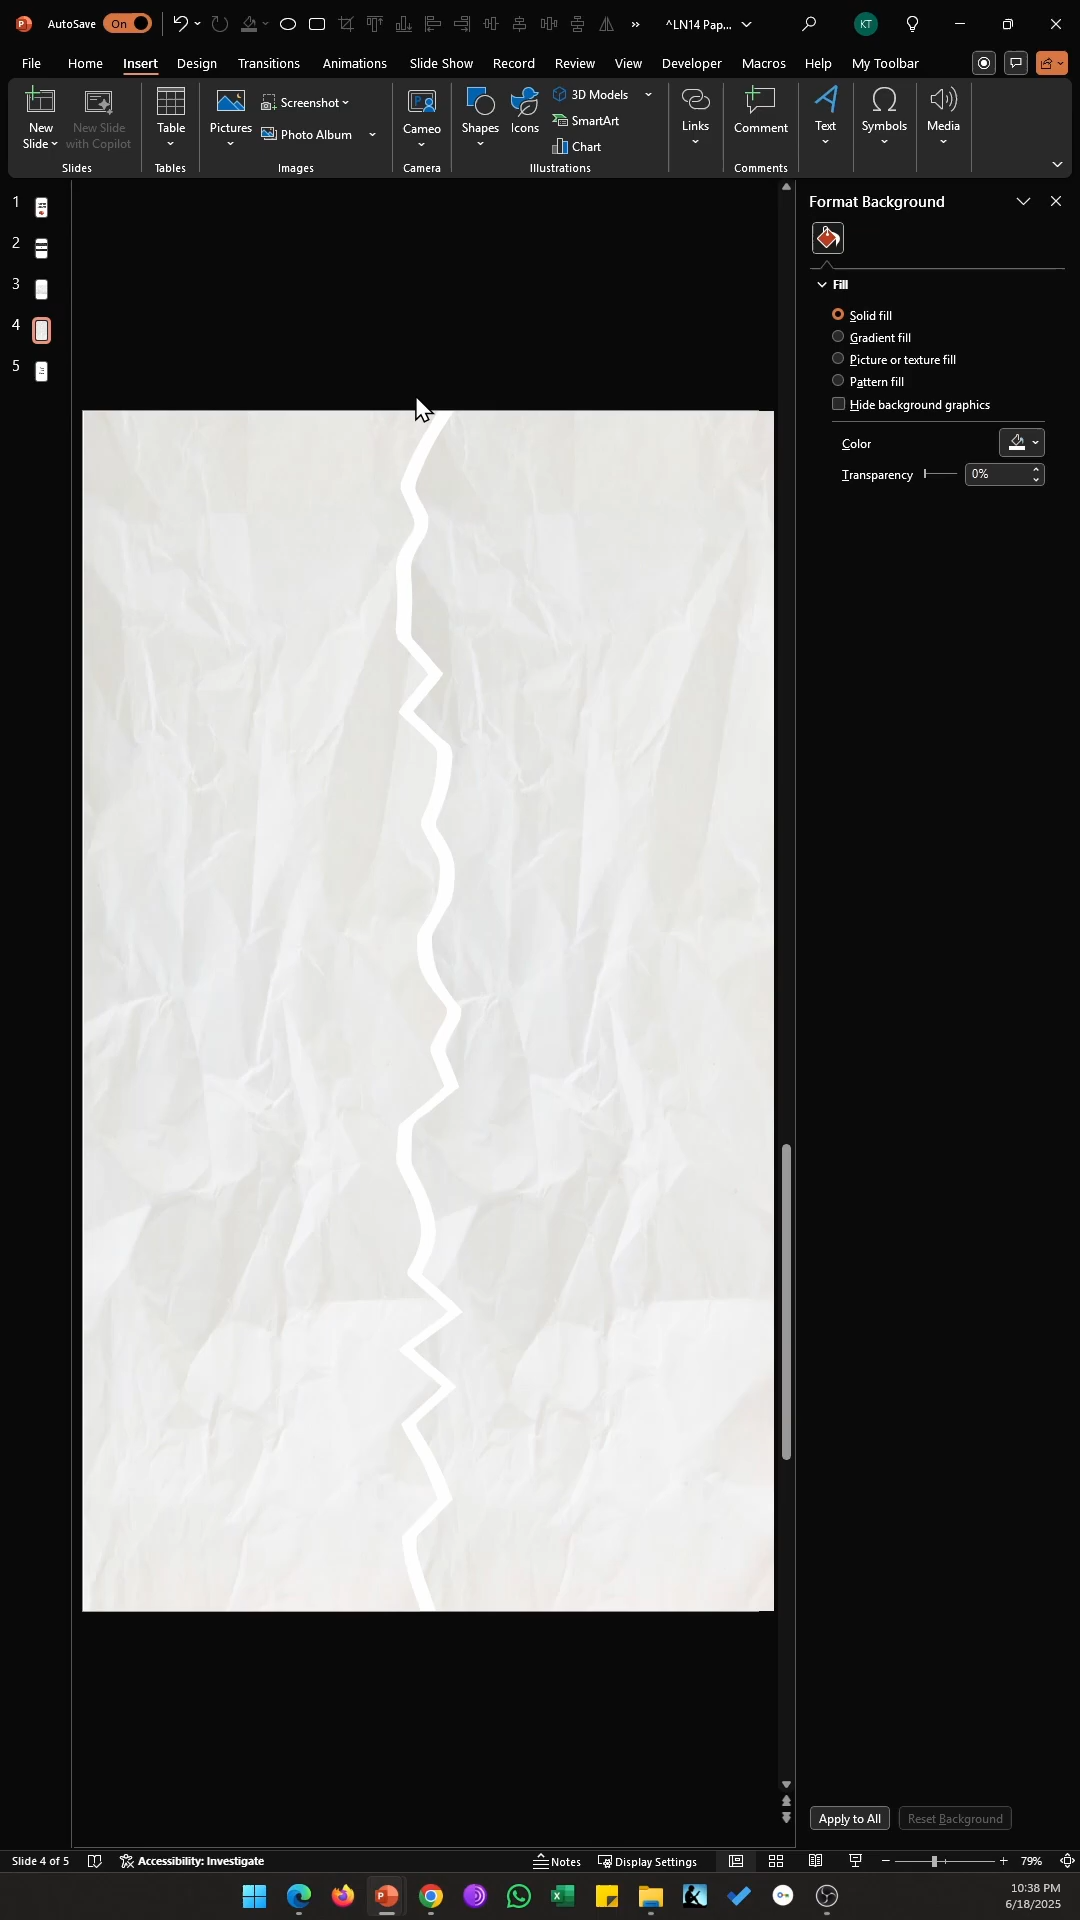 AutoSave On ^LN14 Pap... KT
File Home Insert Design Transitions Animations Slide Show Record Review View Developer Macros Help My Toolbar
New Slide
New Slide with Copilot
Slides
Table
Tables
Pictures
Screenshot
Photo Album
Images
Cameo
Camera
Shapes
Icons
3D Models
SmartArt
Chart
Illustrations
Links
Comment
Comments
Text
Symbols
Media
1
2
3
4
5
Format Background
Fill
Solid fill
Gradient fill
Picture or texture fill
Pattern fill
Hide background graphics
Color
Transparency 0%
Apply to All Reset Background
Slide 4 of 5 Accessibility: Investigate Notes Display Settings 79%
10:38 PM
6/18/2025